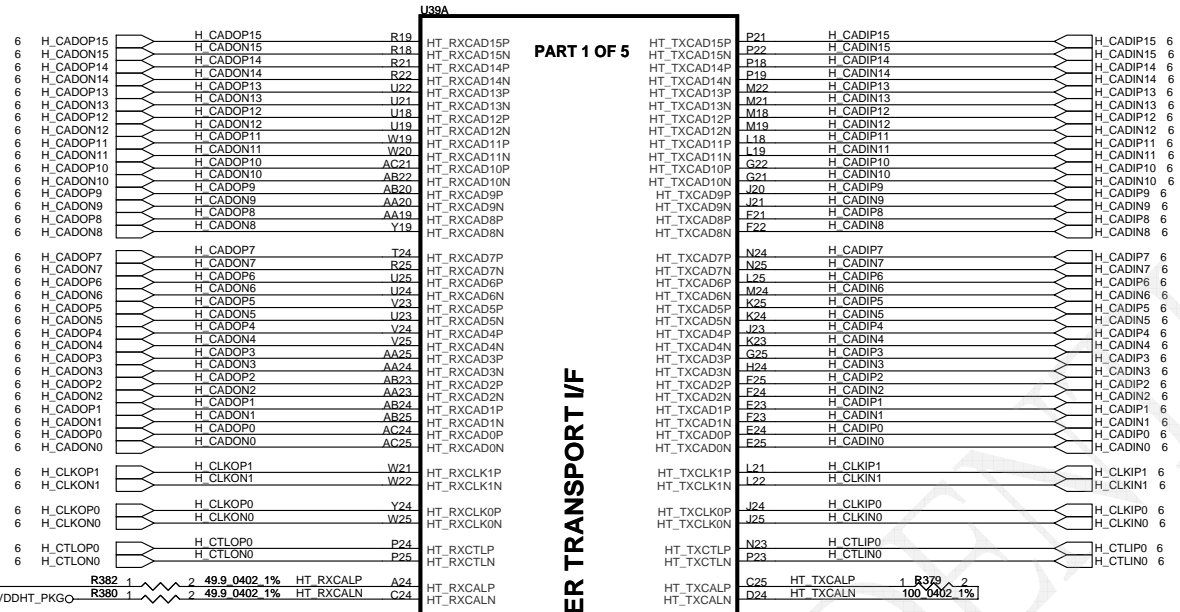 U39A
PART 1 OF 5
6 H_CADOP15 H_CADOP15 R19 HT_RXCAD15P HT_TXCAD15P P21 H_CADIP15 H_CADIP15 6
6 H_CADON15 H_CADON15 R18 HT_RXCAD15N HT_TXCAD15N P22 H_CADIN15 H_CADIN15 6
6 H_CADOP14 H_CADOP14 R21 HT_RXCAD14P HT_TXCAD14P P18 H_CADIP14 H_CADIP14 6
6 H_CADON14 H_CADON14 R22 HT_RXCAD14N HT_TXCAD14N P19 H_CADIN14 H_CADIN14 6
6 H_CADOP13 H_CADOP13 U22 HT_RXCAD13P HT_TXCAD13P M22 H_CADIP13 H_CADIP13 6
6 H_CADON13 H_CADON13 U21 HT_RXCAD13N HT_TXCAD13N M21 H_CADIN13 H_CADIN13 6
6 H_CADOP12 H_CADOP12 U18 HT_RXCAD12P HT_TXCAD12P M18 H_CADIP12 H_CADIP12 6
6 H_CADON12 H_CADON12 U19 HT_RXCAD12N HT_TXCAD12N M19 H_CADIN12 H_CADIN12 6
6 H_CADOP11 H_CADOP11 W19 HT_RXCAD11P HT_TXCAD11P L18 H_CADIP11 H_CADIP11 6
6 H_CADON11 H_CADON11 W20 HT_RXCAD11N HT_TXCAD11N L19 H_CADIN11 H_CADIN11 6
6 H_CADOP10 H_CADOP10 AC21 HT_RXCAD10P HT_TXCAD10P G22 H_CADIP10 H_CADIP10 6
6 H_CADON10 H_CADON10 AB22 HT_RXCAD10N HT_TXCAD10N G21 H_CADIN10 H_CADIN10 6
6 H_CADOP9 H_CADOP9 AB20 HT_RXCAD9P HT_TXCAD9P J20 H_CADIP9 H_CADIP9 6
6 H_CADON9 H_CADON9 AA20 HT_RXCAD9N HT_TXCAD9N J21 H_CADIN9 H_CADIN9 6
6 H_CADOP8 H_CADOP8 AA19 HT_RXCAD8P HT_TXCAD8P F21 H_CADIP8 H_CADIP8 6
6 H_CADON8 H_CADON8 Y19 HT_RXCAD8N HT_TXCAD8N F22 H_CADIN8 H_CADIN8 6
6 H_CADOP7 H_CADOP7 T24 HT_RXCAD7P HT_TXCAD7P N24 H_CADIP7 H_CADIP7 6
6 H_CADON7 H_CADON7 R25 HT_RXCAD7N HT_TXCAD7N N25 H_CADIN7 H_CADIN7 6
6 H_CADOP6 H_CADOP6 U25 HT_RXCAD6P HT_TXCAD6P L25 H_CADIP6 H_CADIP6 6
6 H_CADON6 H_CADON6 U24 HT_RXCAD6N HT_TXCAD6N M24 H_CADIN6 H_CADIN6 6
6 H_CADOP5 H_CADOP5 V23 HT_RXCAD5P HT_TXCAD5P K25 H_CADIP5 H_CADIP5 6
6 H_CADON5 H_CADON5 U23 HT_RXCAD5N HT_TXCAD5N K24 H_CADIN5 H_CADIN5 6
6 H_CADOP4 H_CADOP4 V24 HT_RXCAD4P HT_TXCAD4P J23 H_CADIP4 H_CADIP4 6
6 H_CADON4 H_CADON4 V25 HT_RXCAD4N HT_TXCAD4N K23 H_CADIN4 H_CADIN4 6
6 H_CADOP3 H_CADOP3 AA25 HT_RXCAD3P HT_TXCAD3P G25 H_CADIP3 H_CADIP3 6
6 H_CADON3 H_CADON3 AA24 HT_RXCAD3N HT_TXCAD3N H24 H_CADIN3 H_CADIN3 6
6 H_CADOP2 H_CADOP2 AB23 HT_RXCAD2P HT_TXCAD2P F25 H_CADIP2 H_CADIP2 6
6 H_CADON2 H_CADON2 AA23 HT_RXCAD2N HT_TXCAD2N F24 H_CADIN2 H_CADIN2 6
6 H_CADOP1 H_CADOP1 AB24 HT_RXCAD1P HT_TXCAD1P E23 H_CADIP1 H_CADIP1 6
6 H_CADON1 H_CADON1 AB25 HT_RXCAD1N HT_TXCAD1N F23 H_CADIN1 H_CADIN1 6
6 H_CADOP0 H_CADOP0 AC24 HT_RXCAD0P HT_TXCAD0P E24 H_CADIP0 H_CADIP0 6
6 H_CADON0 H_CADON0 AC25 HT_RXCAD0N HT_TXCAD0N E25 H_CADIN0 H_CADIN0 6
6 H_CLKOP1 H_CLKOP1 W21 HT_RXCLK1P HT_TXCLK1P L21 H_CLKIP1 H_CLKIP1 6
6 H_CLKON1 H_CLKON1 W22 HT_RXCLK1N HT_TXCLK1N L22 H_CLKIN1 H_CLKIN1 6
6 H_CLKOP0 H_CLKOP0 Y24 HT_RXCLK0P HT_TXCLK0P J24 H_CLKIP0 H_CLKIP0 6
6 H_CLKON0 H_CLKON0 W25 HT_RXCLK0N HT_TXCLK0N J25 H_CLKIN0 H_CLKIN0 6
6 H_CTLOP0 H_CTLOP0 P24 HT_RXCTLP HT_TXCTLP N23 H_CTLIP0 H_CTLIP0 6
6 H_CTLON0 H_CTLON0 P25 HT_RXCTLN HT_TXCTLN P23 H_CTLIN0 H_CTLIN0 6
R382 1 2 49.9_0402_1% HT_RXCALP A24 HT_RXCALP HT_TXCALP C25 HT_TXCALP 1 R379 2
VDDHT_PKG R380 1 2 49.9_0402_1% HT_RXCALN C24 HT_RXCALN HT_TXCALN D24 HT_TXCALN 100_0402_1%
ER TRANSPORT I/F